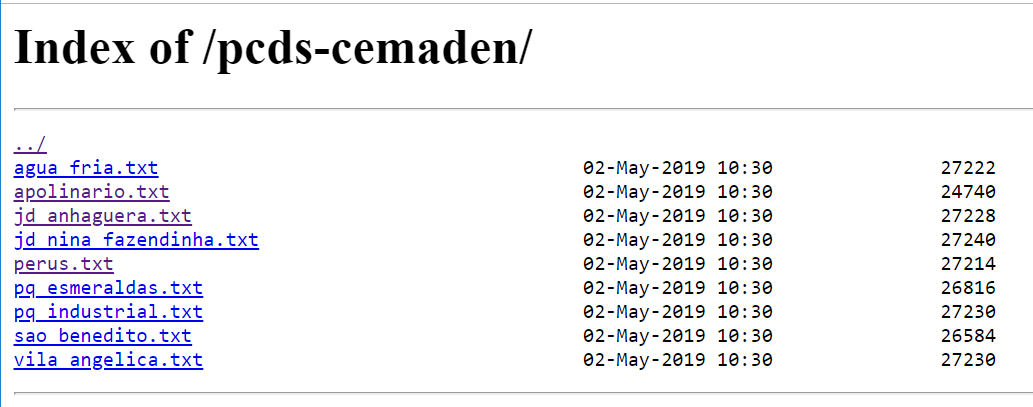 Index of /pcds-cemaden/
../
agua_fria.txt 02-May-2019 10:30 27222
apolinario.txt 02-May-2019 10:30 24740
jd_anhaguera.txt 02-May-2019 10:30 27228
jd_nina_fazendinha.txt 02-May-2019 10:30 27240
perus.txt 02-May-2019 10:30 27214
pq_esmeraldas.txt 02-May-2019 10:30 26816
pq_industrial.txt 02-May-2019 10:30 27230
sao_benedito.txt 02-May-2019 10:30 26584
vila_angelica.txt 02-May-2019 10:30 27230